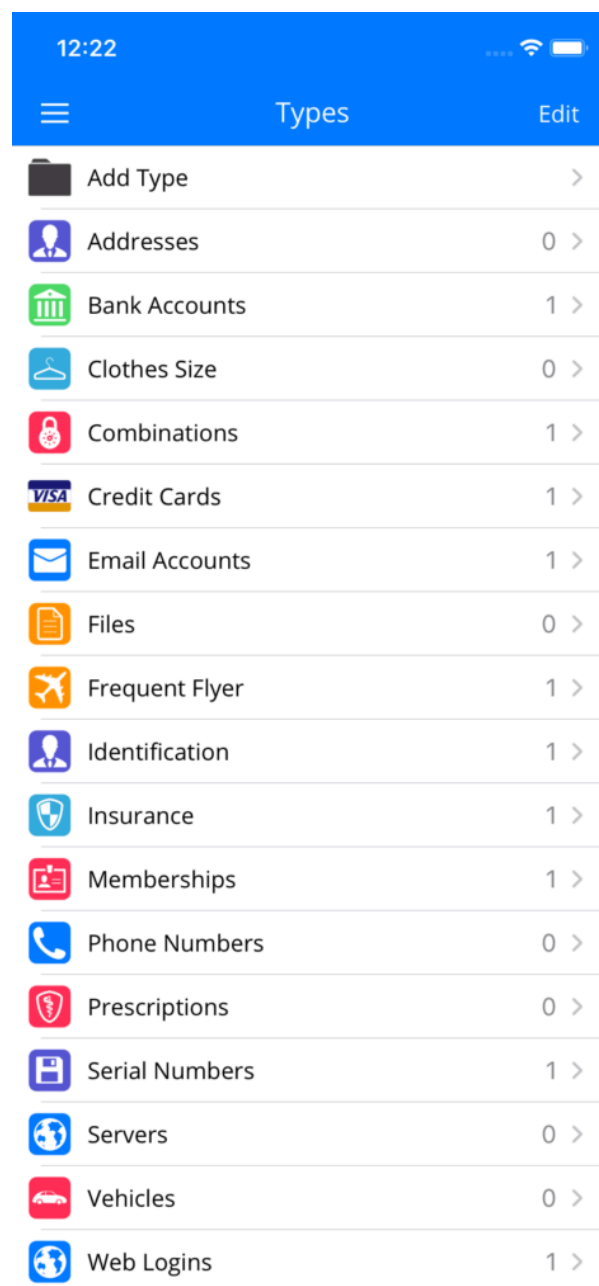 12:22
Types Edit
Add Type
Addresses 0
Bank Accounts 1
Clothes Size 0
Combinations 1
VISA Credit Cards 1
Email Accounts 1
Files 0
Frequent Flyer 1
Identification 1
Insurance 1
Memberships 1
Phone Numbers 0
Prescriptions 0
Serial Numbers 1
Servers 0
Vehicles 0
Web Logins 1